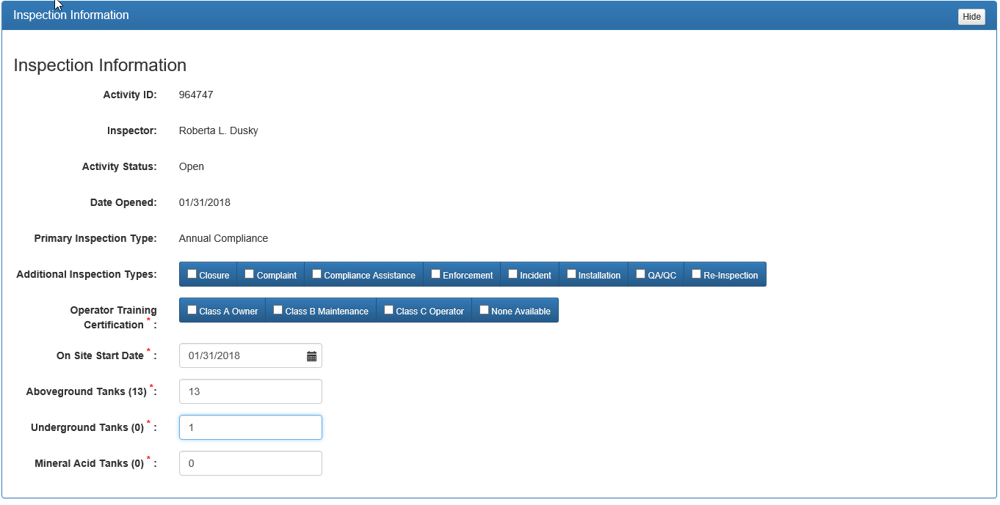 Inspection Information
Hide
Inspection Information
Activity ID: 964747
Inspector: Roberta L. Dusky
Activity Status: Open
Date Opened: 01/31/2018
Primary Inspection Type: Annual Compliance
Additional Inspection Types: Closure Complaint Compliance Assistance Enforcement Incident Installation QA/QC Re-Inspection
Operator Training
Certification * : Class A Owner Class B Maintenance Class C Operator None Available
On Site Start Date * : 01/31/2018
Aboveground Tanks (13) * : 13
Underground Tanks (0) * : 1
Mineral Acid Tanks (0) * : 0